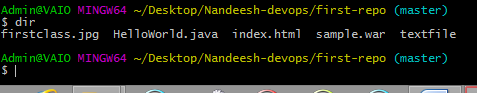 Admin@VAIO MINGW64 ~/Desktop/Nandeesh-devops/first-repo (master)
$ dir
firstclass.jpg  HelloWorld.java  index.html  sample.war  textfile
Admin@VAIO MINGW64 ~/Desktop/Nandeesh-devops/first-repo (master)
$